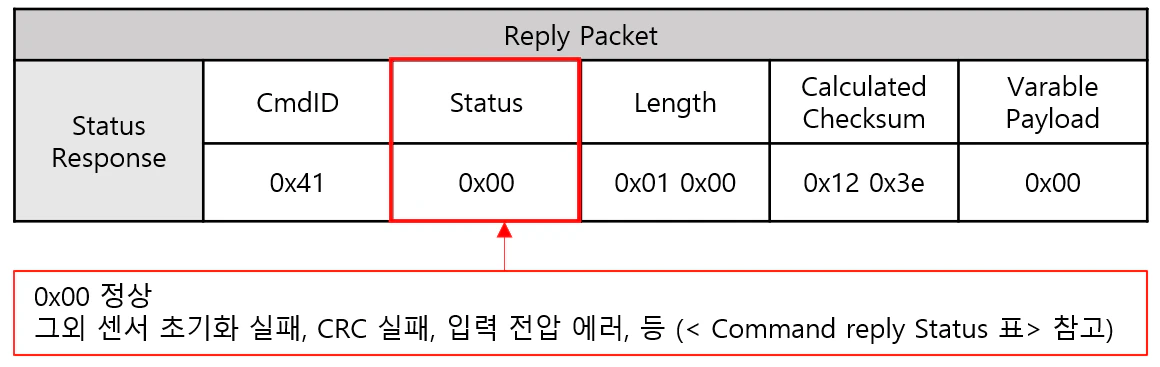 Reply Packet
Status Response
CmdID
Status
Length
Calculated Checksum
Varable Payload
0x41
0x00
0x01 0x00
0x12 0x3e
0x00
0x00 정상
그외 센서 초기화 실패, CRC 실패, 입력 전압 에러, 등 (< Command reply Status 표> 참고)